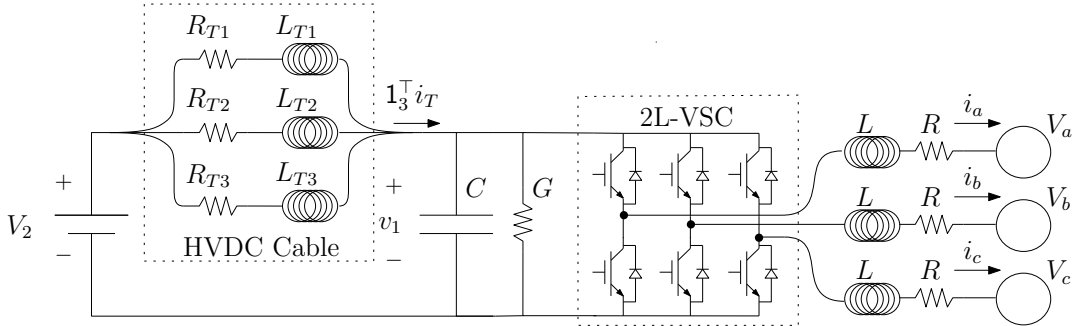 R_{T1} L_{T1}
R_{T2} L_{T2}
R_{T3} L_{T3}
HVDC Cable
1_3^⊤ i_T
+
V_2
−
+
v_1
−
C
G
2L-VSC
L R i_a V_a
L R i_b V_b
L R i_c V_c